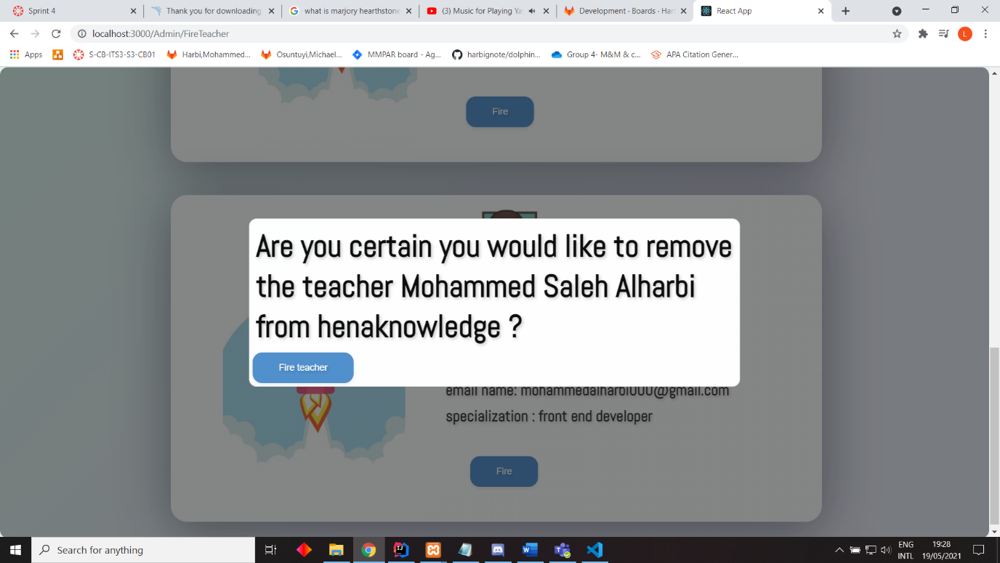 Sprint 4
Thank you for downloading
what is marjory hearthstone
(3) Music for Playing Ya
Development · Boards · Har
React App
localhost:3000/Admin/FireTeacher
L
Apps
S-CB-ITS3-S3-CB01
Harbi,Mohammed...
Osuntuyi,Michael...
MMPAR board - Ag...
harbignote/dolphin...
Group 4- M&M & c...
APA Citation Gener...
Fire
Are you certain you would like to remove
the teacher Mohammed Saleh Alharbi
from henaknowledge ?
Fire teacher
email name: mohammedalharbi000@gmail.com
specialization : front end developer
Fire
Search for anything
ENG
INTL
19:28
19/05/2021